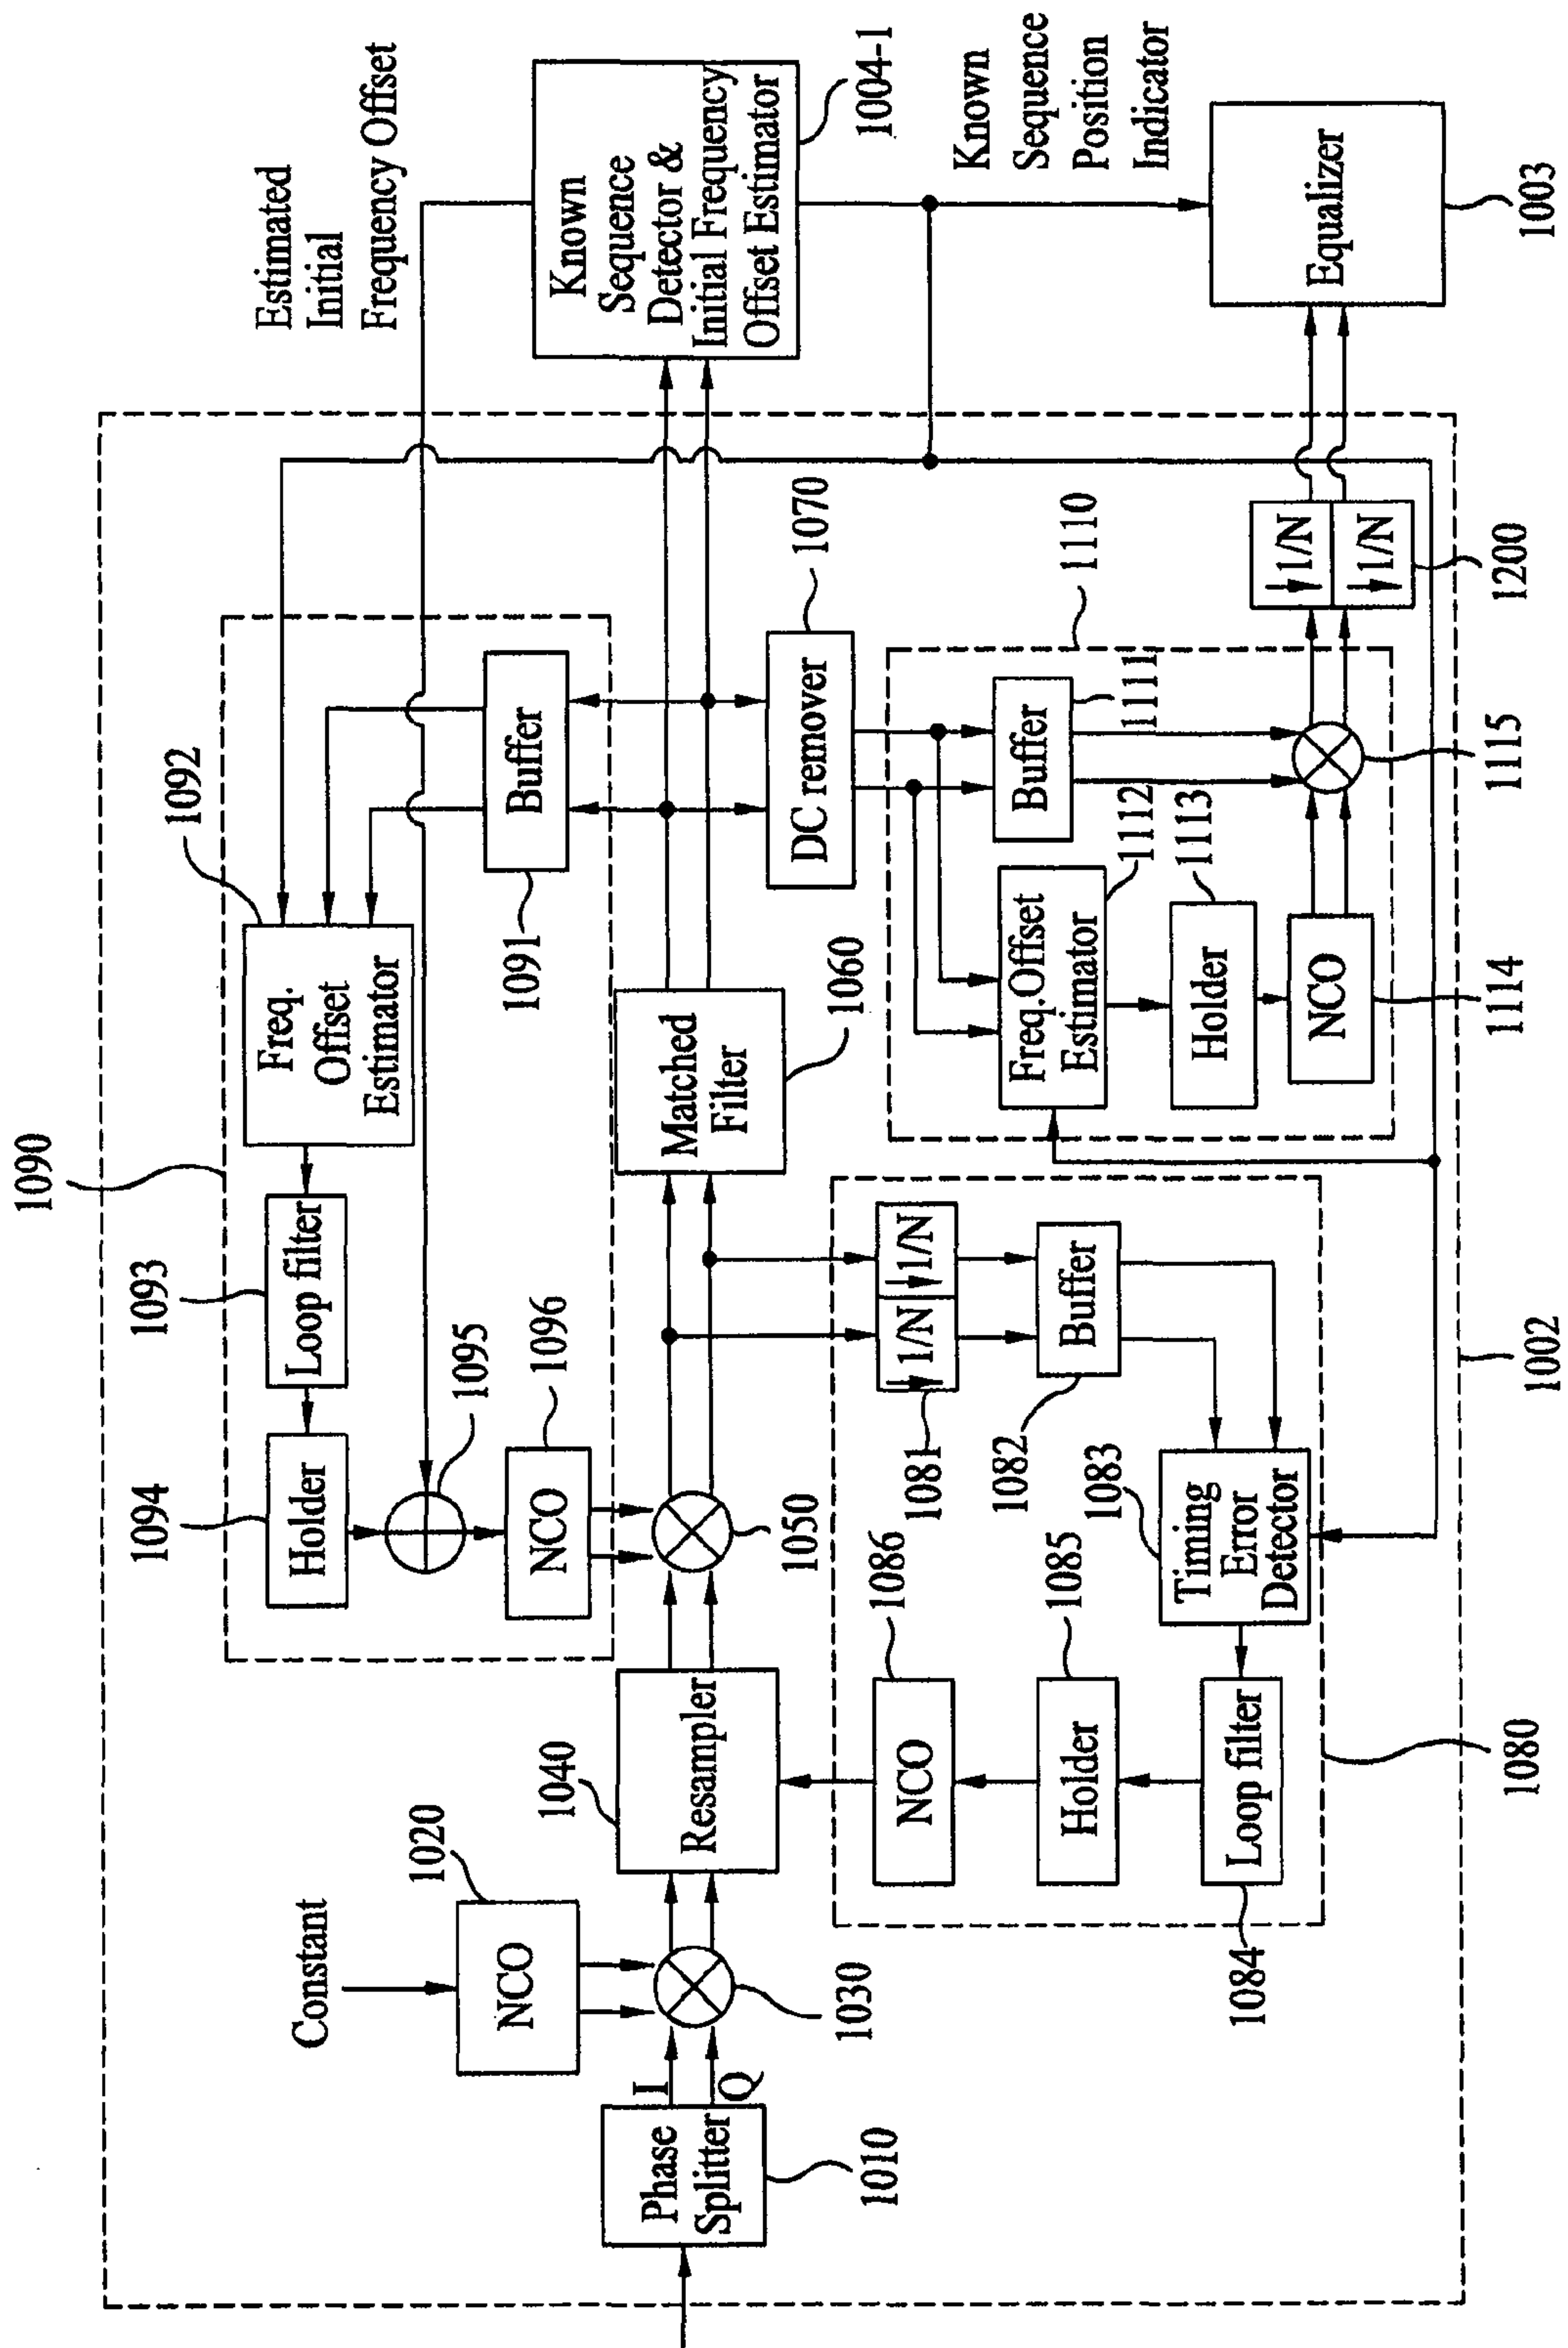 Estimated
Initial
Frequency Offset
1090
1092
1093
1094
Freq.
Offset
Estimator
Loop filter
Holder
1095
Buffer
1091
NCO
1096
Known
Sequence
Detector &
Initial Frequency
Offset Estimator
1004-1
Constant
1020
NCO
1040
Phase
Splitter
1010
I
Q
1030
Resampler
1050
Matched
Filter
1060
DC remover
1070
Known
Sequence
Position
Indicator
1086
NCO
1085
Holder
Loop filter
1084
1/N
1/N
1081
Buffer
1082
1083
Timing
Error
Detector
1080
1110
Buffer
1111
Freq.Offset
Estimator
1112
Holder
1113
NCO
1114
1115
1/N
1/N
1200
Equalizer
1003
1002